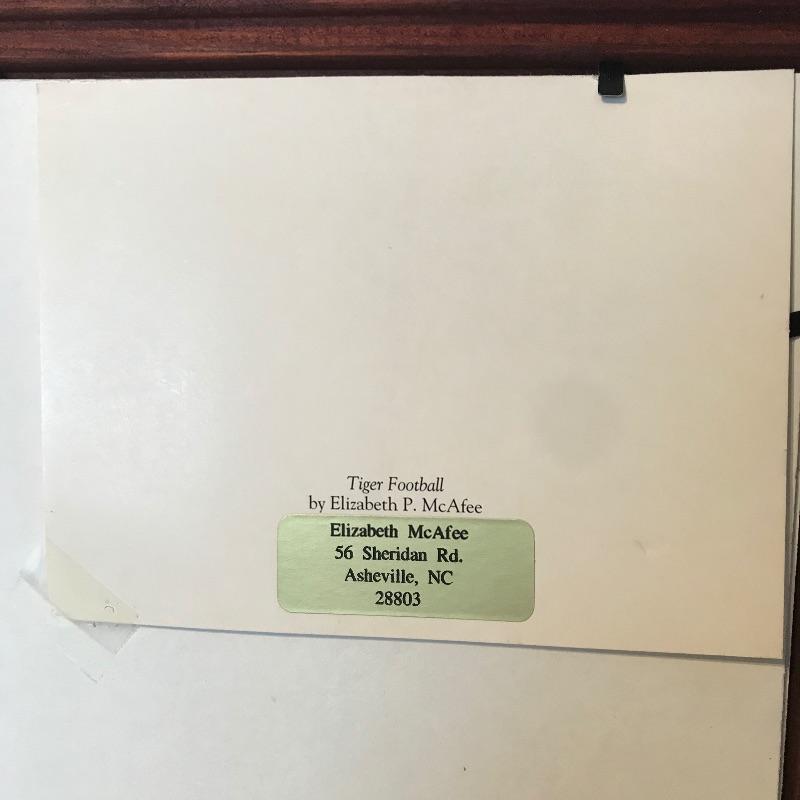 Tiger Football
by Elizabeth P. McAfee
Elizabeth McAfee
56 Sheridan Rd.
Asheville, NC
28803